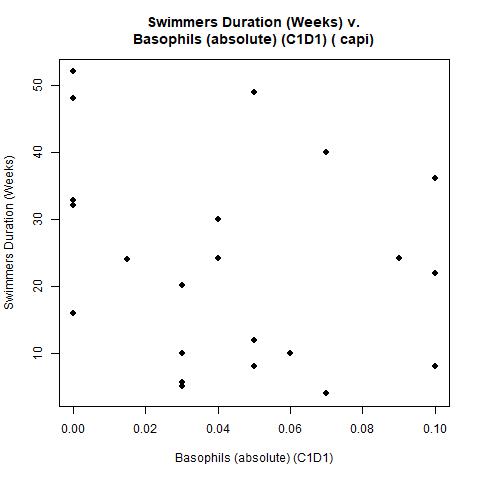 Swimmers Duration (Weeks) v.
Basophils (absolute) (C1D1) ( capi)
Swimmers Duration (Weeks)
50
40
30
20
10
0.00 0.02 0.04 0.06 0.08 0.10
Basophils (absolute) (C1D1)